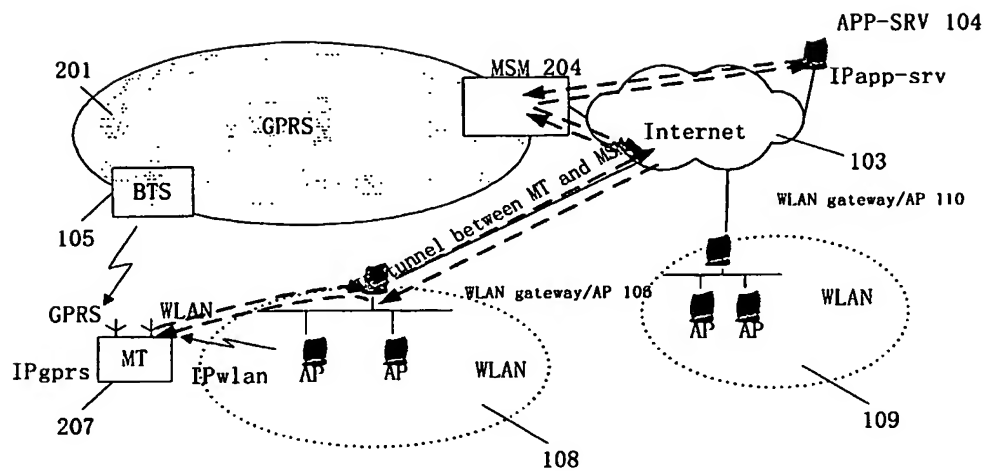 APP-SRV 104
201
MSM 204
IPapp-srv
GPRS
Internet
103
BTS
tunnel between MT and MSM
WLAN gateway/AP 110
105
WLAN gateway/AP 106
WLAN
GPRS
WLAN
AP AP
MT
IPgprs
IPwlan
AP AP
WLAN
207
109
108